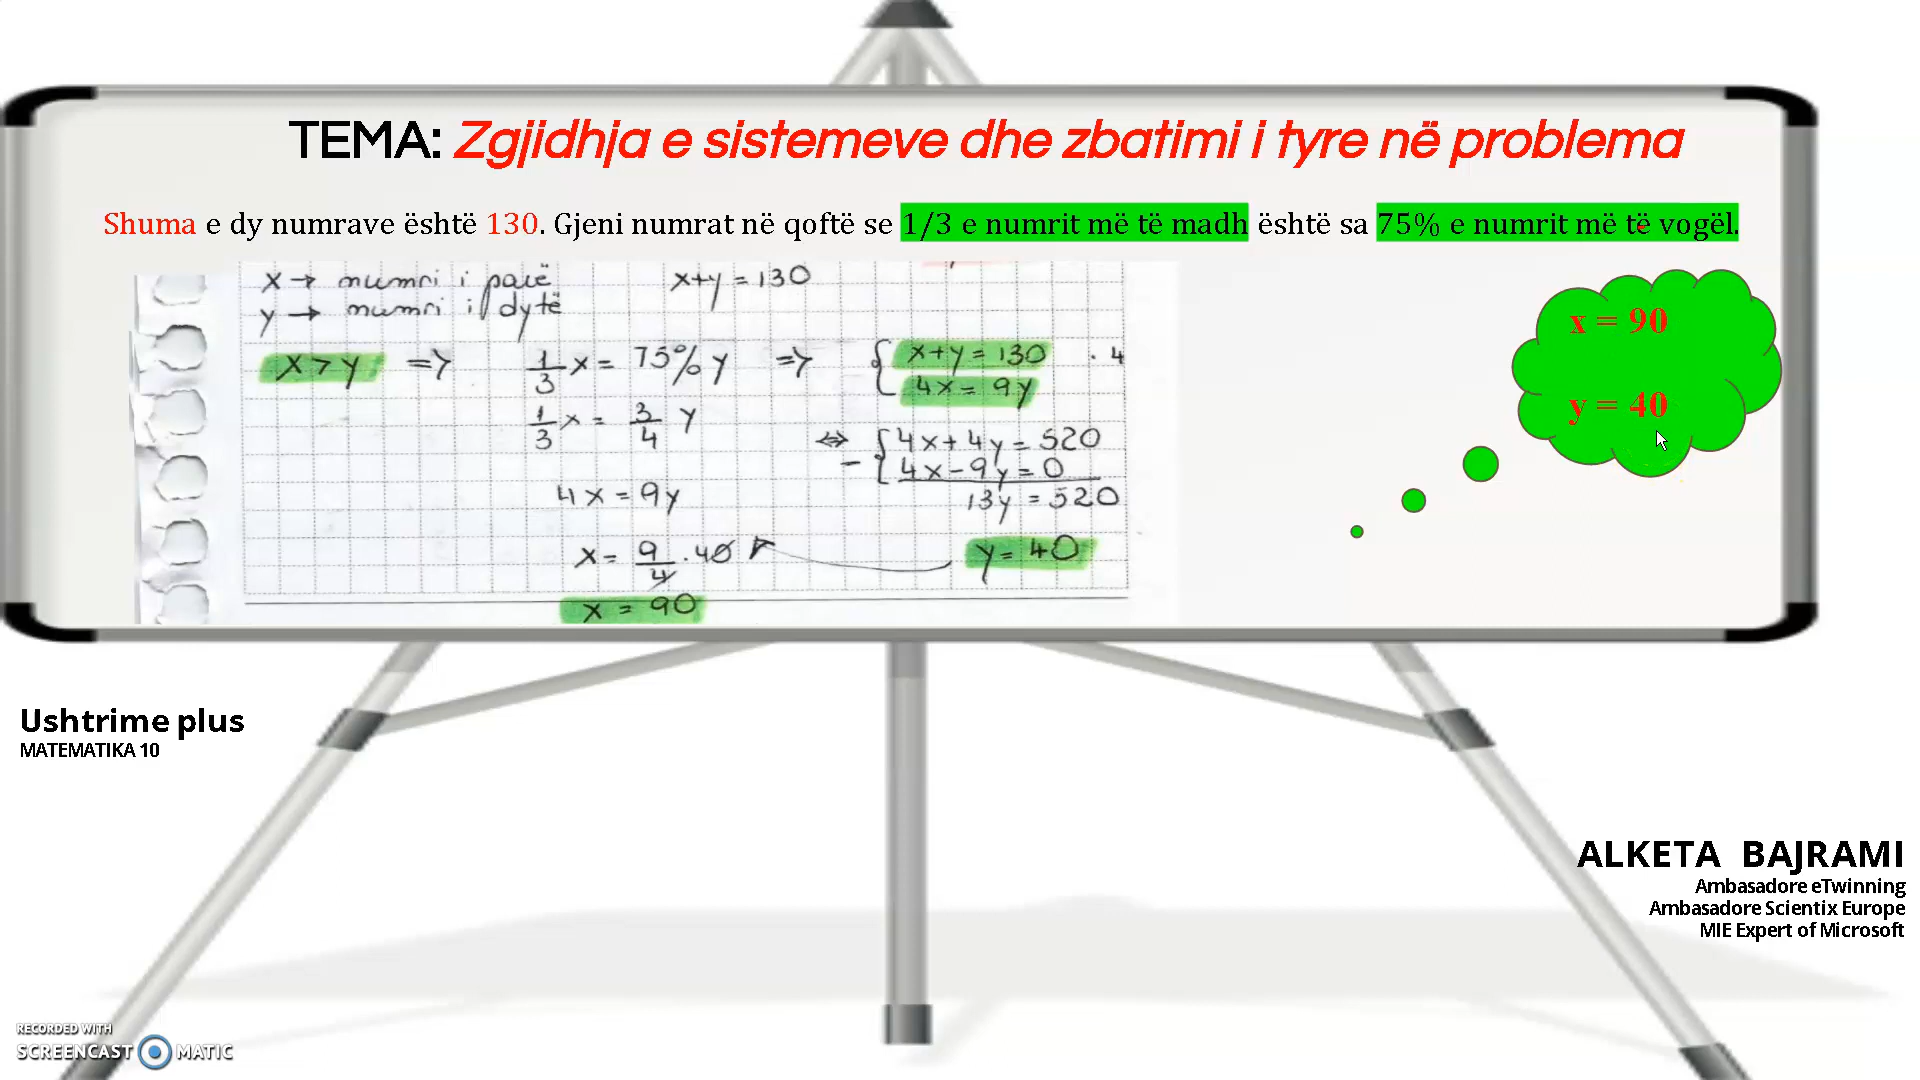 TEMA: Zgjidhja e sistemeve dhe zbatimi i tyre në problema
Shuma e dy numrave është 130. Gjeni numrat në qoftë se 1/3 e numrit më të madh është sa 75% e numrit më të vogël.
x → numri i parë
x+y = 130
y → numri i dytë
x > y => 1/3 x = 75% y => { x+y = 130 · 4
4x = 9y
1/3 x = 3/4 y
⇔ { 4x + 4y = 520
− 4x − 9y = 0
4x = 9y
13y = 520
x = 9/4 · 40
y = 40
x = 90
x = 90
y = 40
Ushtrime plus
MATEMATIKA 10
ALKETA BAJRAMI
Ambasadore eTwinning
Ambasadore Scientix Europe
MIE Expert of Microsoft
RECORDED WITH
SCREENCAST MATIC